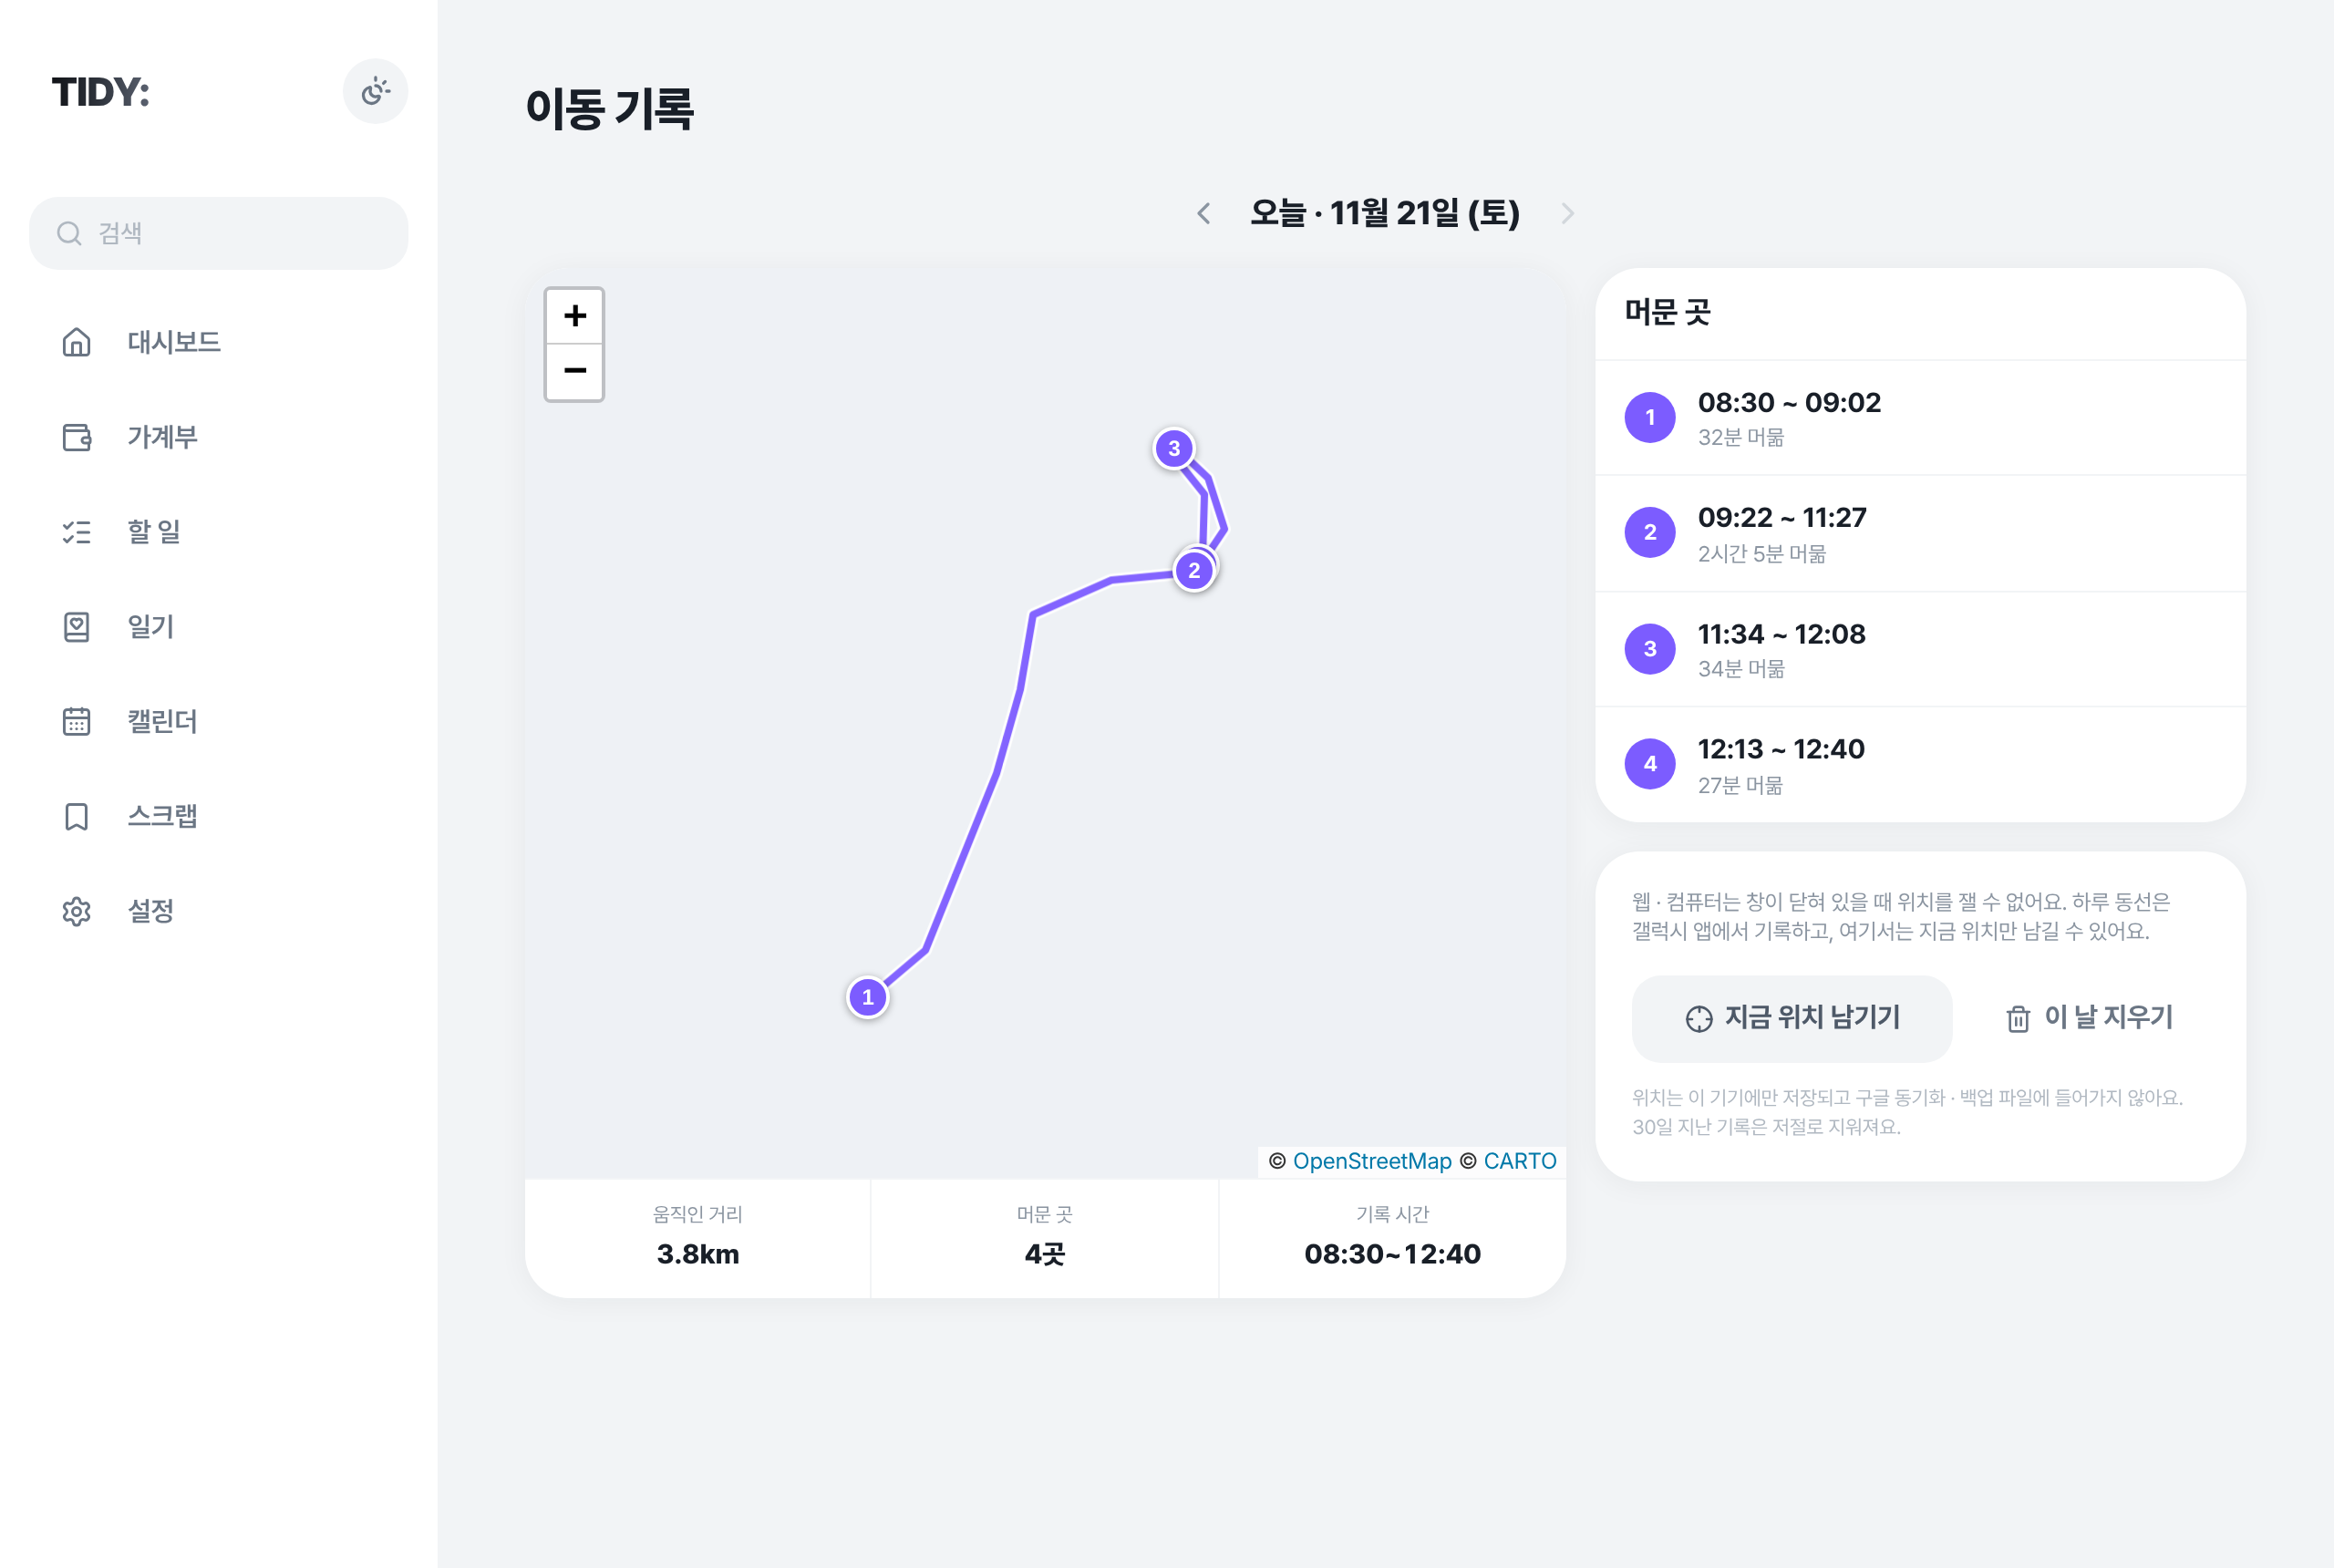 TIDY:
검색
대시보드
가계부
할 일
일기
캘린더
스크랩
설정
이동 기록
오늘 · 11월 21일 (토)
+
−
3
2
1
© OpenStreetMap © CARTO
움직인 거리
3.8km
머문 곳
4곳
기록 시간
08:30~12:40
머문 곳
1
08:30 ~ 09:02
32분 머묾
2
09:22 ~ 11:27
2시간 5분 머묾
3
11:34 ~ 12:08
34분 머묾
4
12:13 ~ 12:40
27분 머묾
웹 · 컴퓨터는 창이 닫혀 있을 때 위치를 잴 수 없어요. 하루 동선은
갤럭시 앱에서 기록하고, 여기서는 지금 위치만 남길 수 있어요.
지금 위치 남기기
이 날 지우기
위치는 이 기기에만 저장되고 구글 동기화 · 백업 파일에 들어가지 않아요.
30일 지난 기록은 저절로 지워져요.